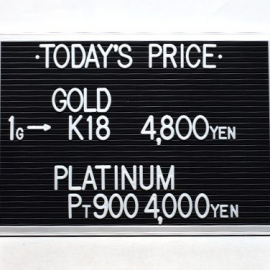 ·TODAY'S PRICE·
GOLD
1G→ K18 4,800YEN
PLATINUM
PT900 4,000YEN